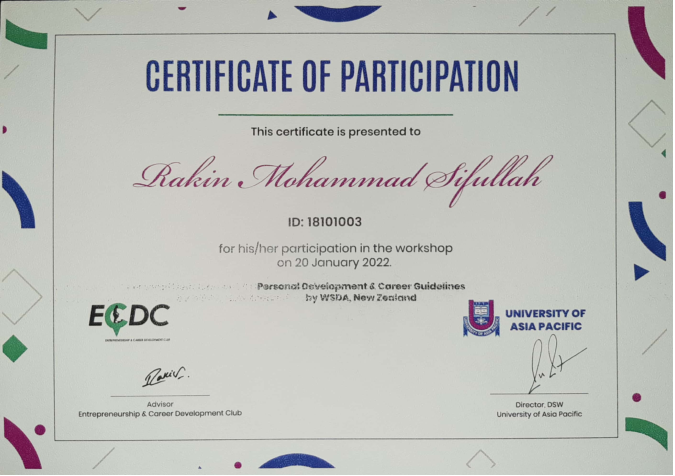 CERTIFICATE OF PARTICIPATION
This certificate is presented to
Rakin Mohammad Sifullah
ID: 18101003
for his/her participation in the workshop
on 20 January 2022.
Personal Development & Career Guidelines
by WSDA, New Zealand
ECDC
ENTREPRENEURSHIP & CAREER DEVELOPMENT CLUB
UNIVERSITY OF
ASIA PACIFIC
Advisor
Entrepreneurship & Career Development Club
Director, DSW
University of Asia Pacific